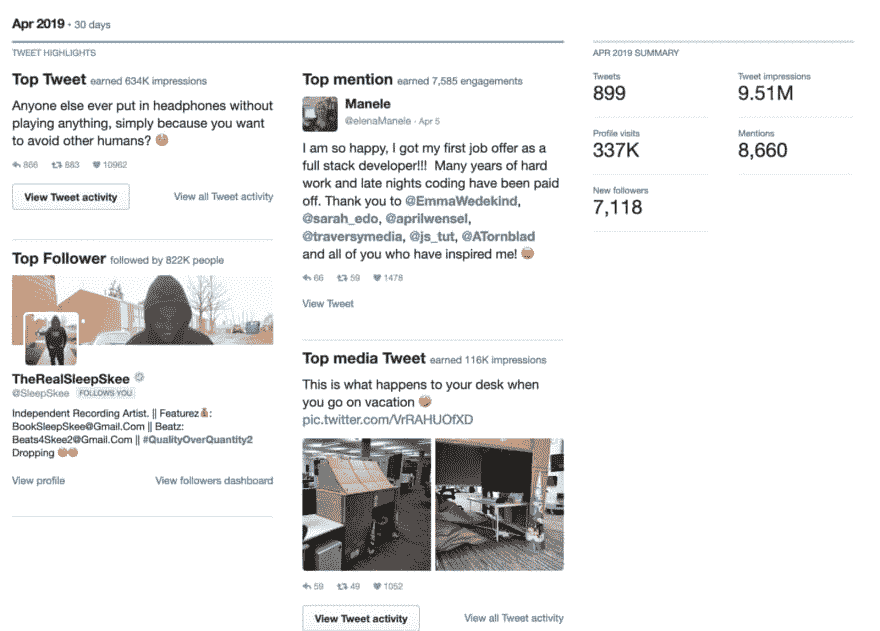 Apr 2019 • 30 days
TWEET HIGHLIGHTS
Top Tweet earned 634K impressions
Anyone else ever put in headphones without
playing anything, simply because you want
to avoid other humans?
866 883 10962
View Tweet activity View all Tweet activity
Top Follower followed by 822K people
TheRealSleepSkee
@SleepSkee FOLLOWS YOU
Independent Recording Artist. || Featurez :
BookSleepSkee@Gmail.Com || Beatz:
Beats4Skee2@Gmail.Com || #QualityOverQuantity2
Dropping
View profile View followers dashboard
Top mention earned 7,585 engagements
Manele
@elenaManele · Apr 5
I am so happy, I got my first job offer as a
full stack developer!!! Many years of hard
work and late nights coding have been paid
off. Thank you to @EmmaWedekind,
@sarah_edo, @aprilwensel,
@traversymedia, @js_tut, @ATornblad
and all of you who have inspired me!
66 59 1478
View Tweet
Top media Tweet earned 116K impressions
This is what happens to your desk when
you go on vacation
pic.twitter.com/VrRAHUOfXD
59 49 1052
View Tweet activity View all Tweet activity
APR 2019 SUMMARY
Tweets
899
Tweet impressions
9.51M
Profile visits
337K
Mentions
8,660
New followers
7,118